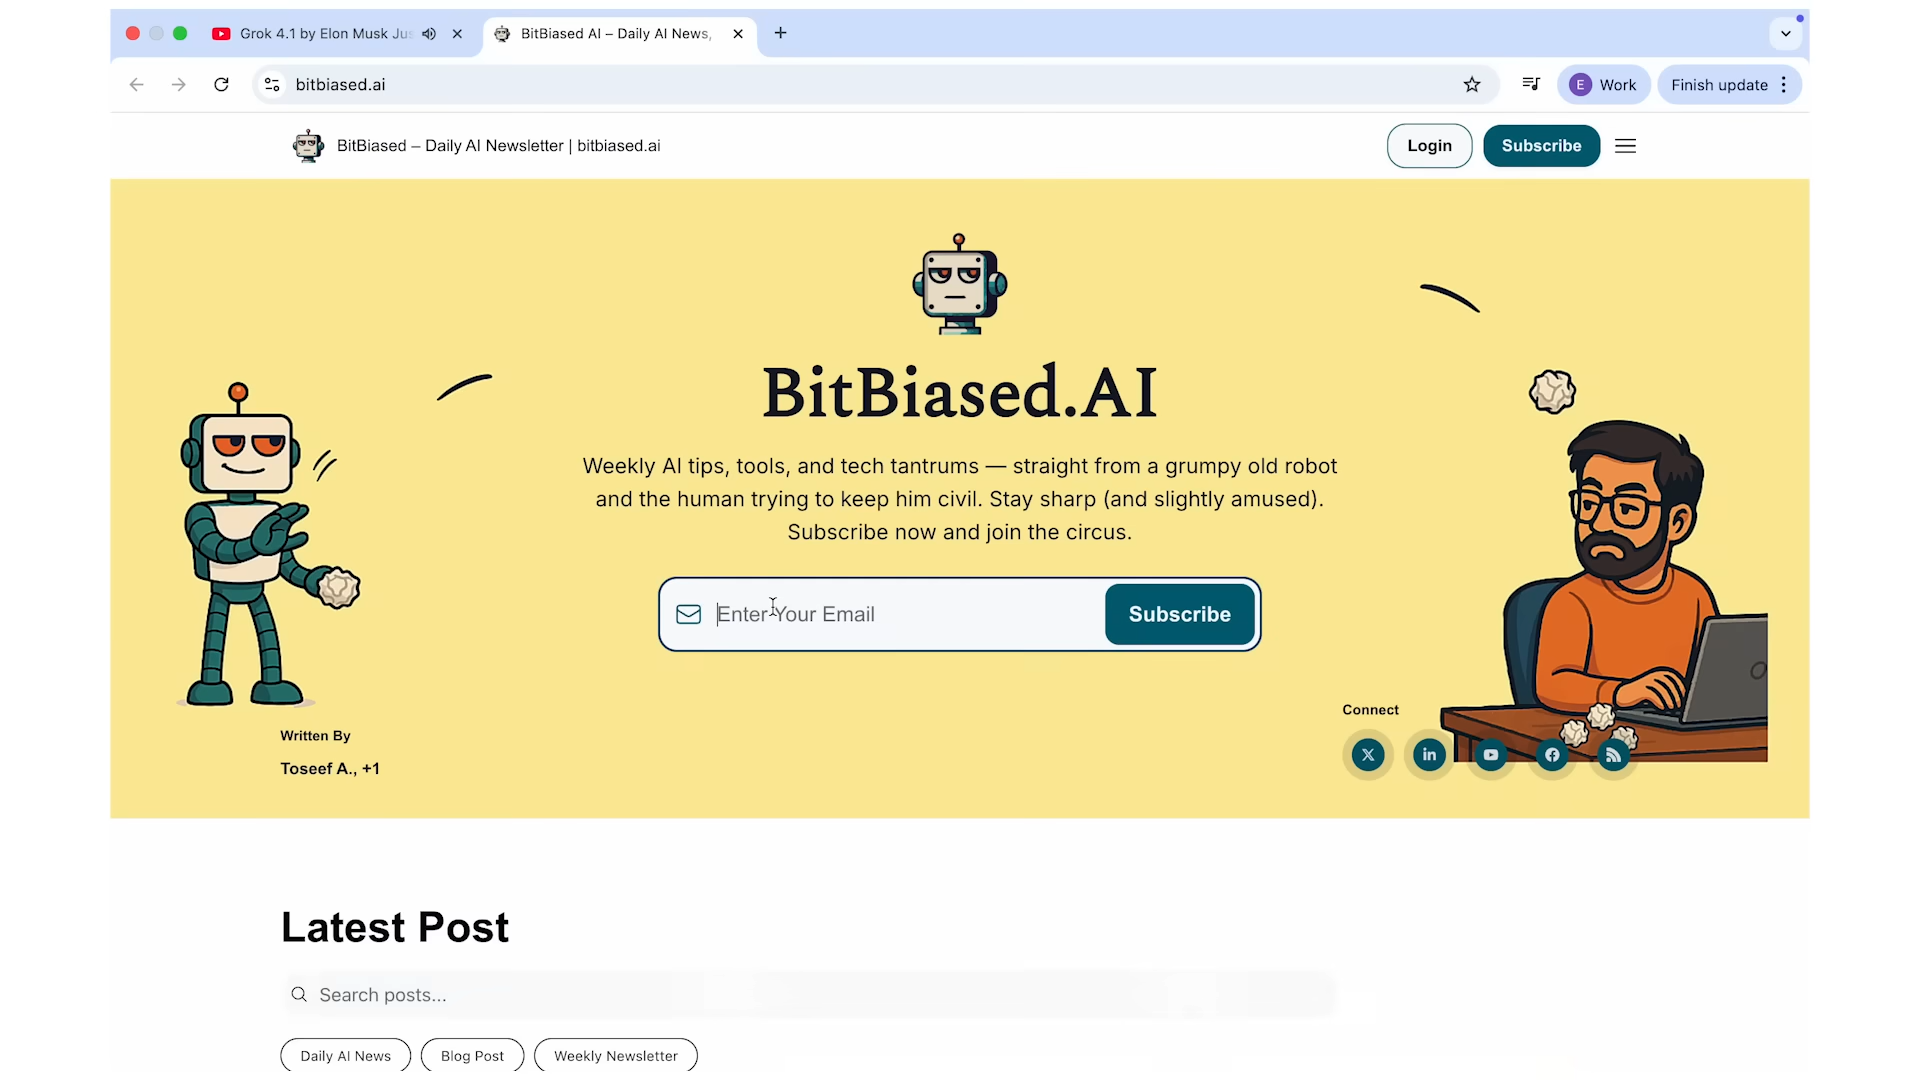 Grok 4.1 by Elon Musk Jus
BitBiased AI – Daily AI News,
bitbiased.ai
E Work
Finish update
BitBiased – Daily AI Newsletter | bitbiased.ai
Login
Subscribe
BitBiased.AI
Weekly AI tips, tools, and tech tantrums — straight from a grumpy old robot
and the human trying to keep him civil. Stay sharp (and slightly amused).
Subscribe now and join the circus.
Enter Your Email
Subscribe
Written By
Toseef A., +1
Connect
Latest Post
Search posts...
Daily AI News
Blog Post
Weekly Newsletter